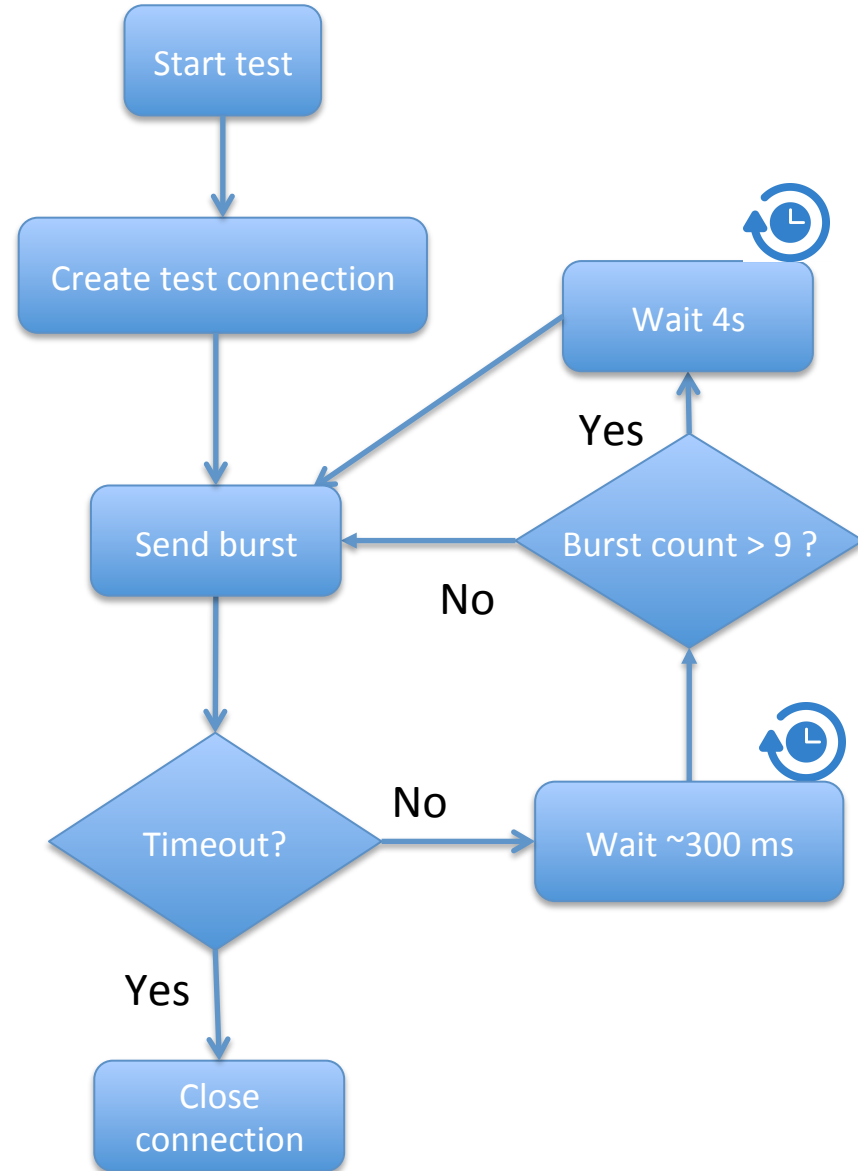 Start test
Create test connection
Wait 4s
Yes
Send burst
Burst count > 9 ?
No
No
Timeout?
Wait ~300 ms
Yes
Close
connection